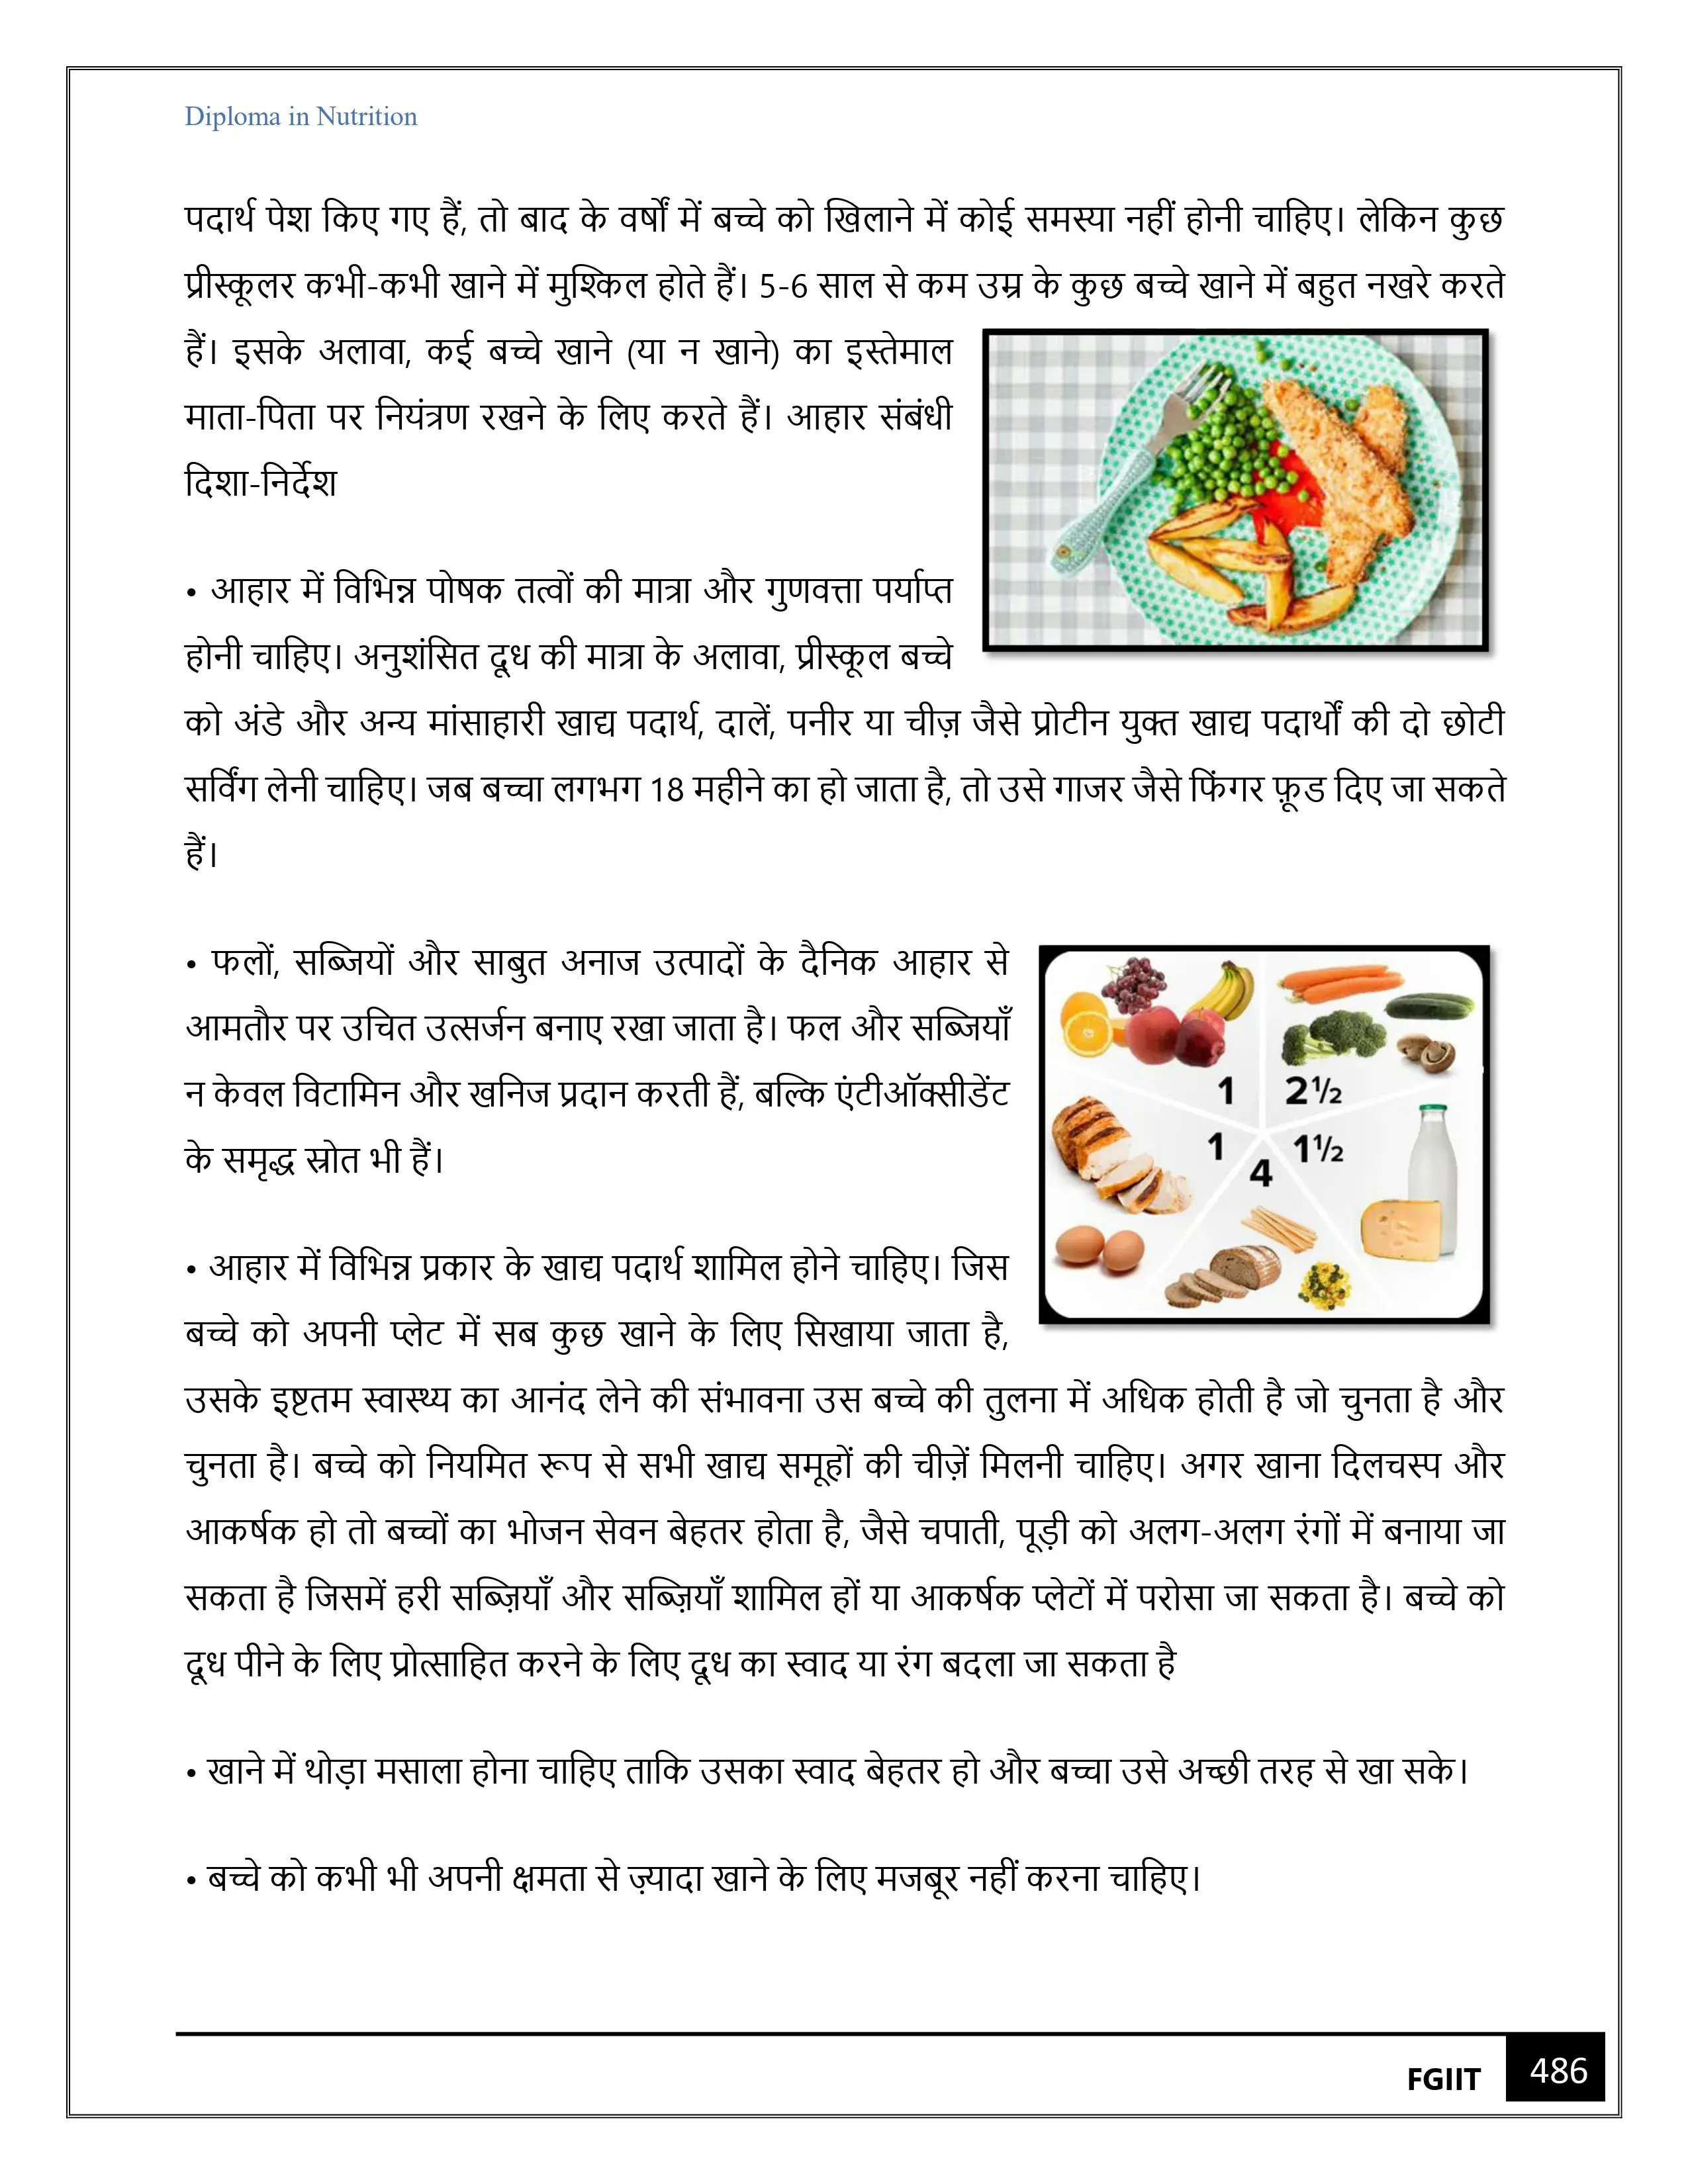 Diploma in Nutrition
पदार्थ पेश किए गए हैं, तो बाद के वर्षों में बच्चे को खिलाने में कोई समस्या नहीं होनी चाहिए। लेकिन कुछ
प्रीस्कूलर कभी-कभी खाने में मुश्किल होते हैं। 5-6 साल से कम उम्र के कुछ बच्चे खाने में बहुत नखरे करते
हैं। इसके अलावा, कई बच्चे खाने (या न खाने) का इस्तेमाल
माता-पिता पर नियंत्रण रखने के लिए करते हैं। आहार संबंधी
दिशा-निर्देश
• आहार में विभिन्न पोषक तत्वों की मात्रा और गुणवत्ता पर्याप्त
होनी चाहिए। अनुशंसित दूध की मात्रा के अलावा, प्रीस्कूल बच्चे
को अंडे और अन्य मांसाहारी खाद्य पदार्थ, दालें, पनीर या चीज़ जैसे प्रोटीन युक्त खाद्य पदार्थों की दो छोटी
सर्विंग लेनी चाहिए। जब बच्चा लगभग 18 महीने का हो जाता है, तो उसे गाजर जैसे फिंगर फ़ूड दिए जा सकते
हैं।
• फलों, सब्जियों और साबुत अनाज उत्पादों के दैनिक आहार से
आमतौर पर उचित उत्सर्जन बनाए रखा जाता है। फल और सब्जियाँ
न केवल विटामिन और खनिज प्रदान करती हैं, बल्कि एंटीऑक्सीडेंट
के समृद्ध स्रोत भी हैं।
1 2½
1 1½
4
• आहार में विभिन्न प्रकार के खाद्य पदार्थ शामिल होने चाहिए। जिस
बच्चे को अपनी प्लेट में सब कुछ खाने के लिए सिखाया जाता है,
उसके इष्टतम स्वास्थ्य का आनंद लेने की संभावना उस बच्चे की तुलना में अधिक होती है जो चुनता है और
चुनता है। बच्चे को नियमित रूप से सभी खाद्य समूहों की चीज़ें मिलनी चाहिए। अगर खाना दिलचस्प और
आकर्षक हो तो बच्चों का भोजन सेवन बेहतर होता है, जैसे चपाती, पूड़ी को अलग-अलग रंगों में बनाया जा
सकता है जिसमें हरी सब्ज़ियाँ और सब्ज़ियाँ शामिल हों या आकर्षक प्लेटों में परोसा जा सकता है। बच्चे को
दूध पीने के लिए प्रोत्साहित करने के लिए दूध का स्वाद या रंग बदला जा सकता है
• खाने में थोड़ा मसाला होना चाहिए ताकि उसका स्वाद बेहतर हो और बच्चा उसे अच्छी तरह से खा सके।
• बच्चे को कभी भी अपनी क्षमता से ज़्यादा खाने के लिए मजबूर नहीं करना चाहिए।
FGIIT 486